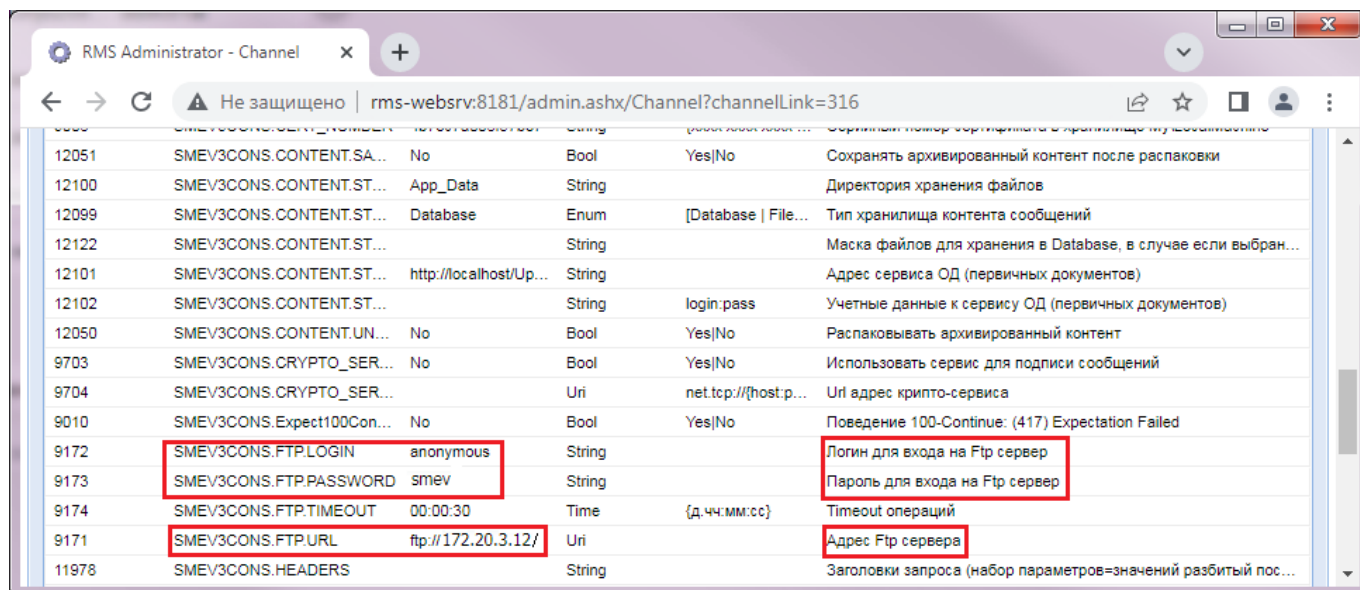 RMS Administrator - Channel
Не защищено rms-websrv:8181/admin.ashx/Channel?channelLink=316
12051 SMEV3CONS.CONTENT.SA... No Bool Yes|No Сохранять архивированный контент после распаковки
12100 SMEV3CONS.CONTENT.ST... App_Data String Директория хранения файлов
12099 SMEV3CONS.CONTENT.ST... Database Enum [Database | File... Тип хранилища контента сообщений
12122 SMEV3CONS.CONTENT.ST... String Маска файлов для хранения в Database, в случае если выбран...
12101 SMEV3CONS.CONTENT.ST... http://localhost/Up... String Адрес сервиса ОД (первичных документов)
12102 SMEV3CONS.CONTENT.ST... String login:pass Учетные данные к сервису ОД (первичных документов)
12050 SMEV3CONS.CONTENT.UN... No Bool Yes|No Распаковывать архивированный контент
9703 SMEV3CONS.CRYPTO_SER... No Bool Yes|No Использовать сервис для подписи сообщений
9704 SMEV3CONS.CRYPTO_SER... Uri net.tcp://{host:p... Url адрес крипто-сервиса
9010 SMEV3CONS.Expect100Con... No Bool Yes|No Поведение 100-Continue: (417) Expectation Failed
9172 SMEV3CONS.FTP.LOGIN anonymous String Логин для входа на Ftp сервер
9173 SMEV3CONS.FTP.PASSWORD smev String Пароль для входа на Ftp сервер
9174 SMEV3CONS.FTP.TIMEOUT 00:00:30 Time {д.чч:мм:сс} Timeout операций
9171 SMEV3CONS.FTP.URL ftp://172.20.3.12/ Uri Адрес Ftp сервера
11978 SMEV3CONS.HEADERS String Заголовки запроса (набор параметров=значений разбитый пос...